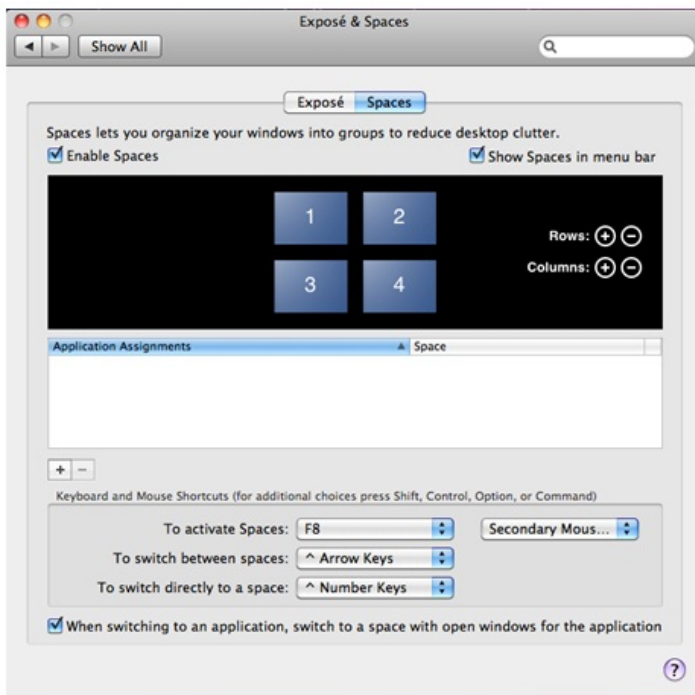 Exposé & Spaces
Show All
Exposé Spaces
Spaces lets you organize your windows into groups to reduce desktop clutter.
Enable Spaces Show Spaces in menu bar
1 2
Rows:
Columns:
3 4
Application Assignments Space
+ −
Keyboard and Mouse Shortcuts (for additional choices press Shift, Control, Option, or Command)
To activate Spaces: F8 Secondary Mous...
To switch between spaces: ^ Arrow Keys
To switch directly to a space: ^ Number Keys
When switching to an application, switch to a space with open windows for the application
?